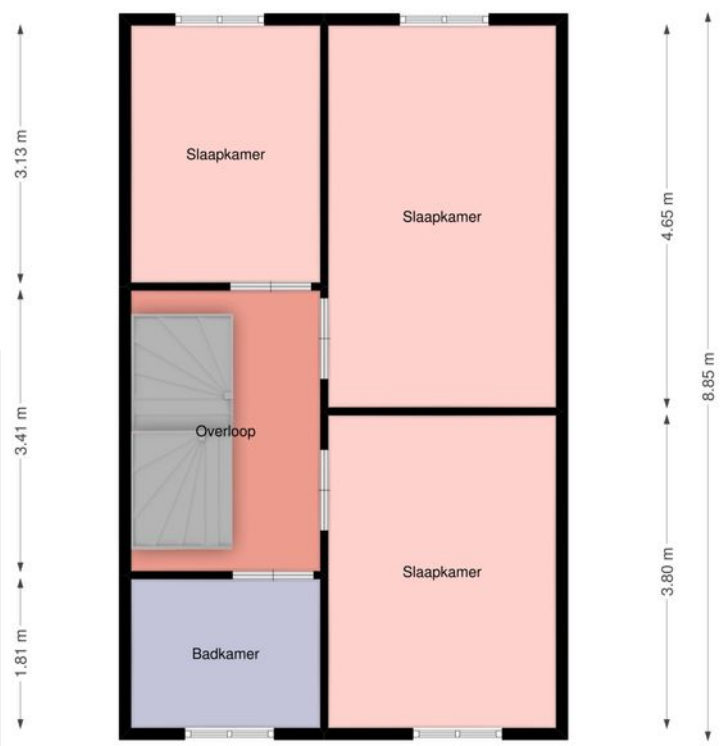 3.13 m
3.41 m
1.81 m
Slaapkamer
Slaapkamer
Overloop
Slaapkamer
Badkamer
4.65 m
3.80 m
8.85 m